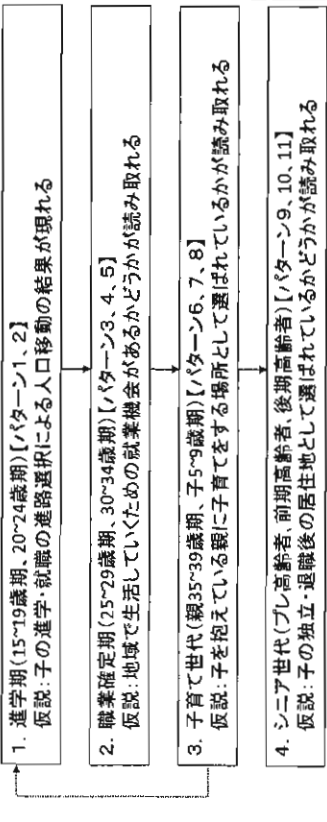 1. 進学期(15~19歳期、20~24歳期)【パターン1、2】
仮説:子の進学・就職の進路選択による人口移動の結果が現れる
2. 職業確定期(25~29歳期、30~34歳期)【パターン3、4、5】
仮説:地域で生活していくための就業機会があるかどうかが読み取れる
3. 子育て世代(親35~39歳期、子5~9歳期)【パターン6、7、8】
仮説:子を抱えている親に子育てをする場所として選ばれているかが読み取れる
4. シニア世代(プレ高齢者、前期高齢者、後期高齢者)【パターン9、10、11】
仮説:子の独立・退職後の居住地として選ばれているかどうかが読み取れる